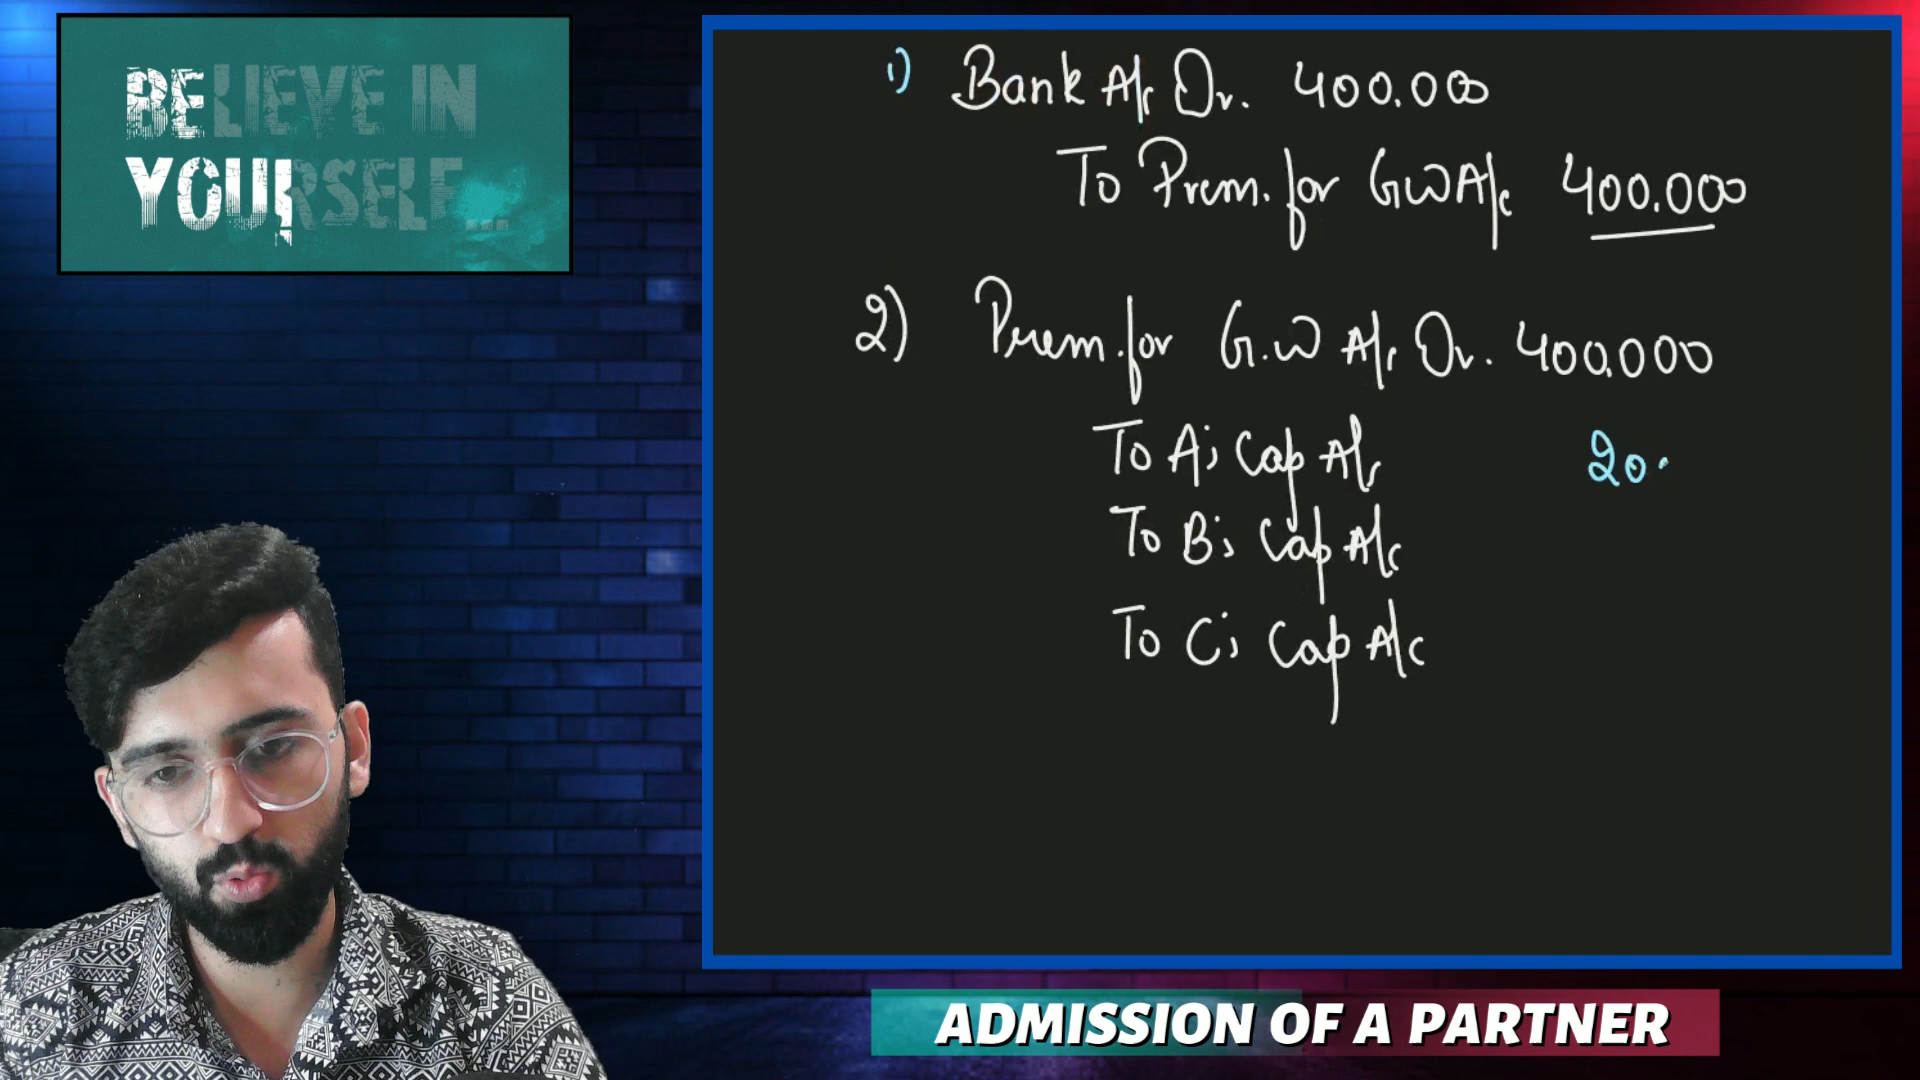 BELIEVE IN
YOURSELF...
1) Bank A/c Dr. 400.000
To Prem. for GW A/c 400.000
2) Prem. for G.W A/c Dr. 400.000
To A's Cap A/c 20.
To B's Cap A/c
To C's Cap A/c
ADMISSION OF A PARTNER